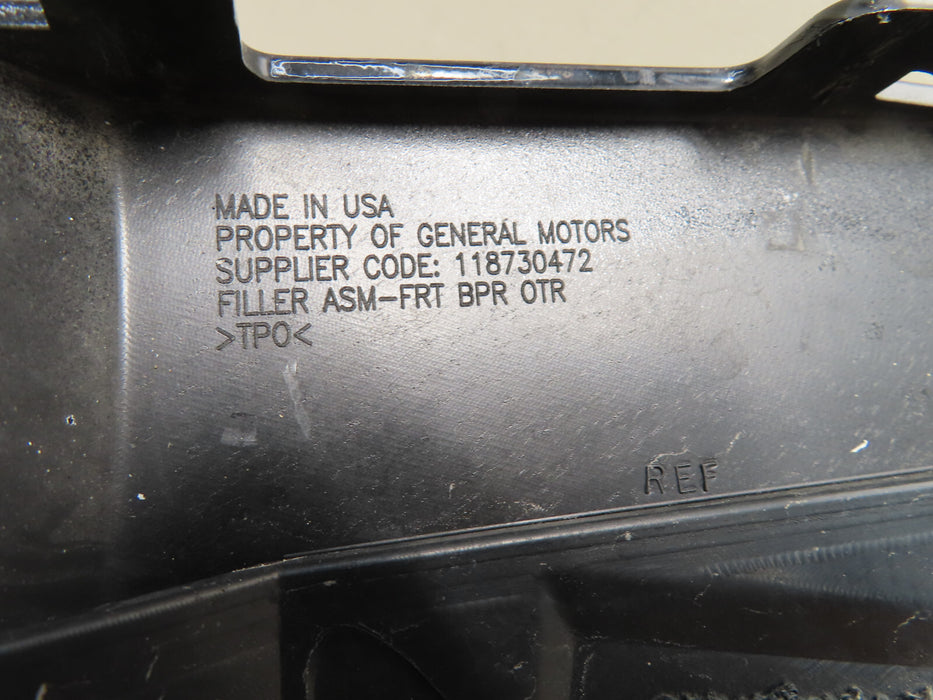 MADE IN USA
PROPERTY OF GENERAL MOTORS
SUPPLIER CODE: 118730472
FILLER ASM-FRT BPR OTR
>TPO<
REF